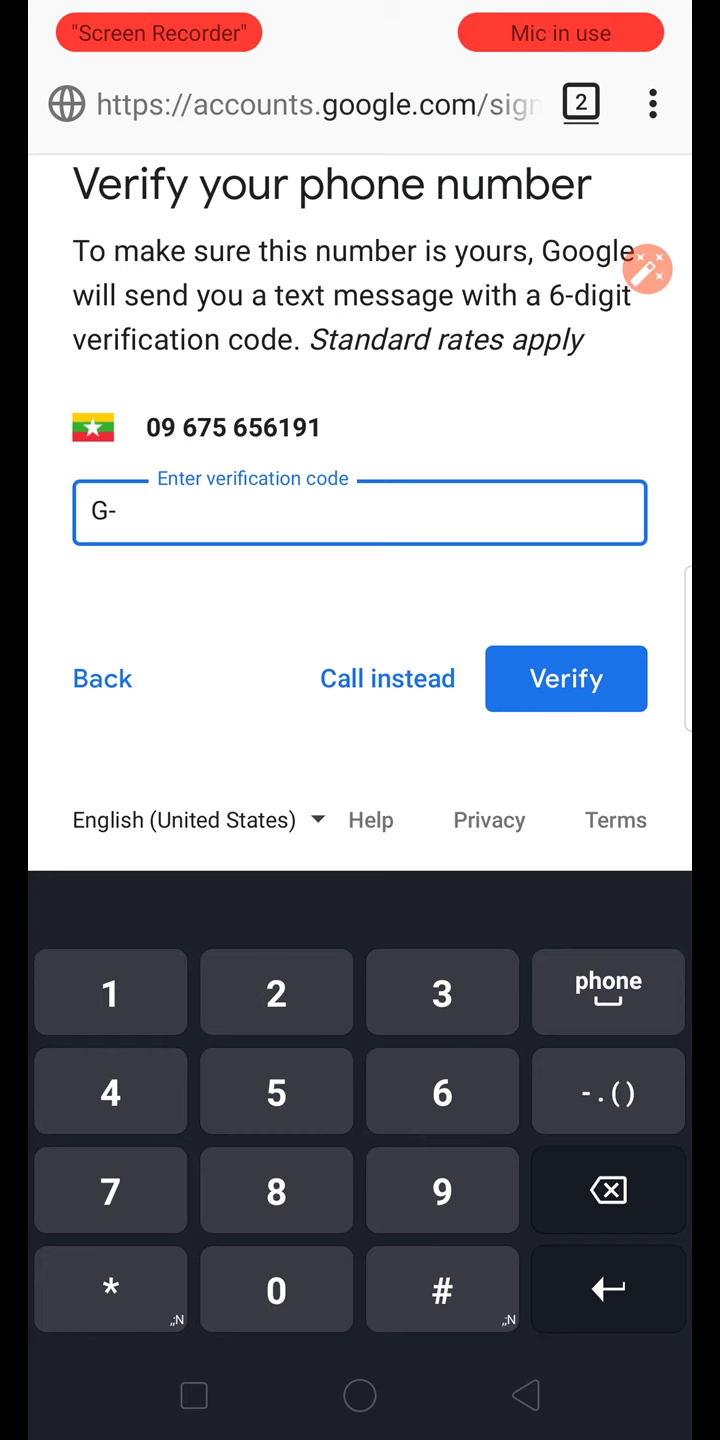 "Screen Recorder"
Mic in use
https://accounts.google.com/sign
2
Verify your phone number
To make sure this number is yours, Google
will send you a text message with a 6-digit
verification code. Standard rates apply
09 675 656191
Enter verification code
G-
Back
Call instead
Verify
English (United States)
Help
Privacy
Terms
1
2
3
phone
4
5
6
- . ( )
7
8
9
*
,;N
0
#
,;N